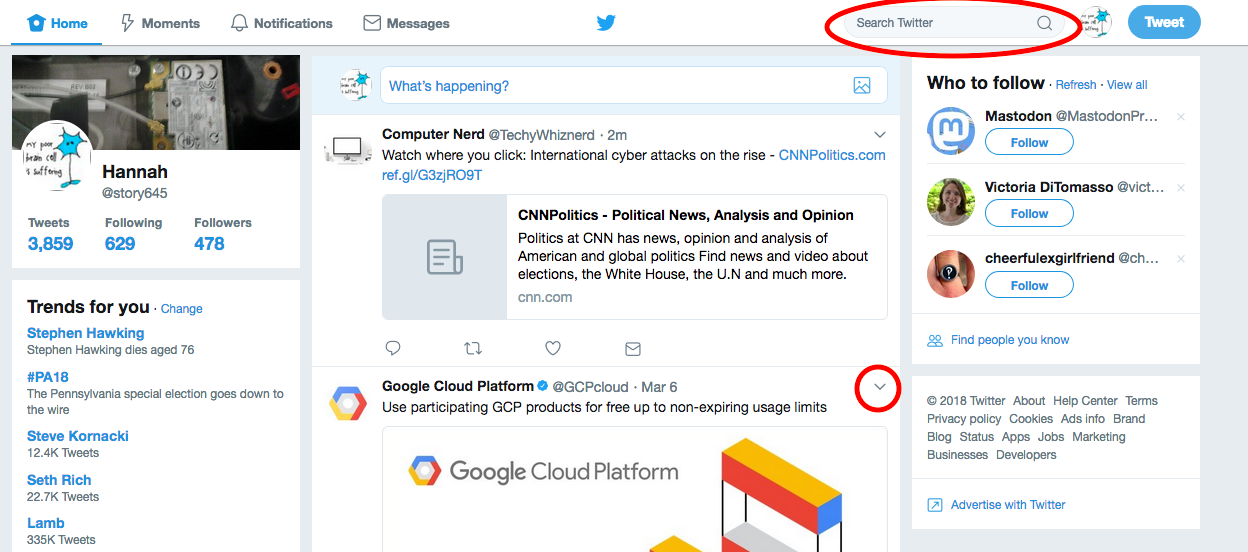 Home
Moments
Notifications
Messages
Search Twitter
Tweet
my poor
brain cell
is suffering
Hannah
@story645
Tweets Following Followers
3,859 629 478
Trends for you · Change
Stephen Hawking
Stephen Hawking dies aged 76
#PA18
The Pennsylvania special election goes down to
the wire
Steve Kornacki
12.4K Tweets
Seth Rich
22.7K Tweets
Lamb
335K Tweets
What's happening?
Computer Nerd @TechyWhiznerd · 2m
Watch where you click: International cyber attacks on the rise - CNNPolitics.com
ref.gl/G3zjRO9T
CNNPolitics - Political News, Analysis and Opinion
Politics at CNN has news, opinion and analysis of
American and global politics Find news and video about
elections, the White House, the U.N and much more.
cnn.com
Google Cloud Platform @GCPcloud · Mar 6
Use participating GCP products for free up to non-expiring usage limits
Google Cloud Platform
Who to follow · Refresh · View all
Mastodon @MastodonPr...
Follow
Victoria DiTomasso @vict...
Follow
cheerfulexgirlfriend @ch...
Follow
Find people you know
© 2018 Twitter About Help Center Terms
Privacy policy Cookies Ads info Brand
Blog Status Apps Jobs Marketing
Businesses Developers
Advertise with Twitter